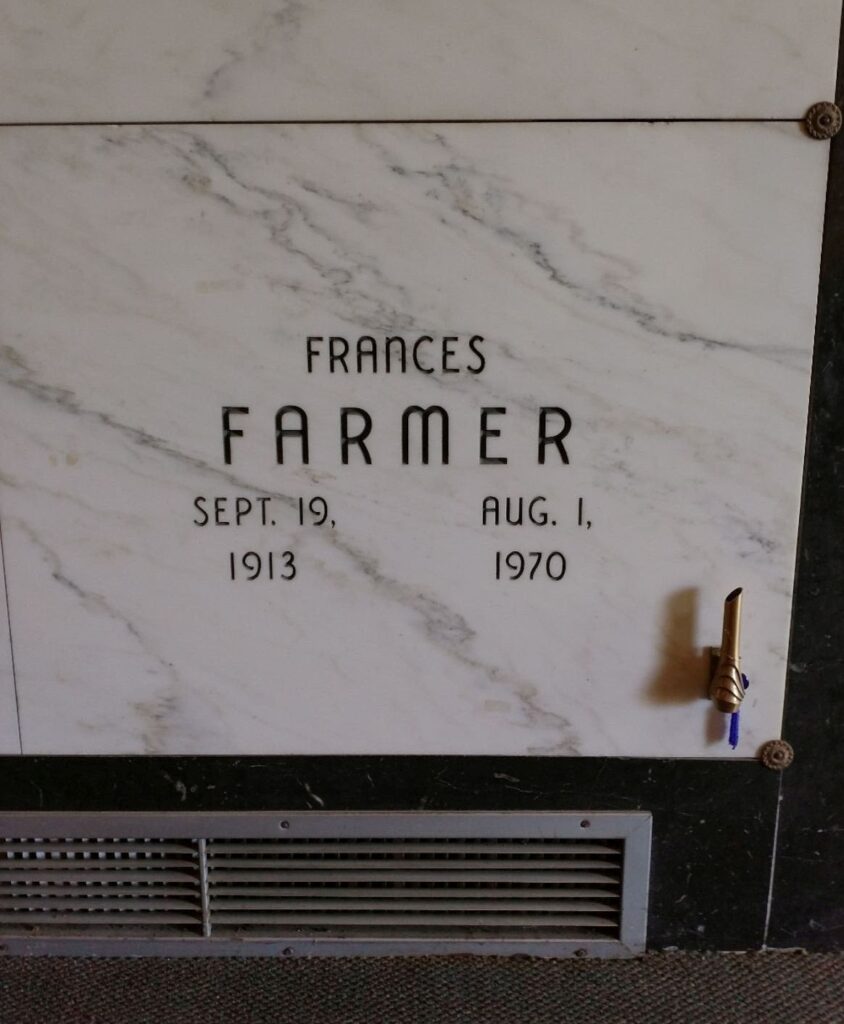 FRANCES
FARMER
SEPT. 19, AUG. 1,
1913 1970